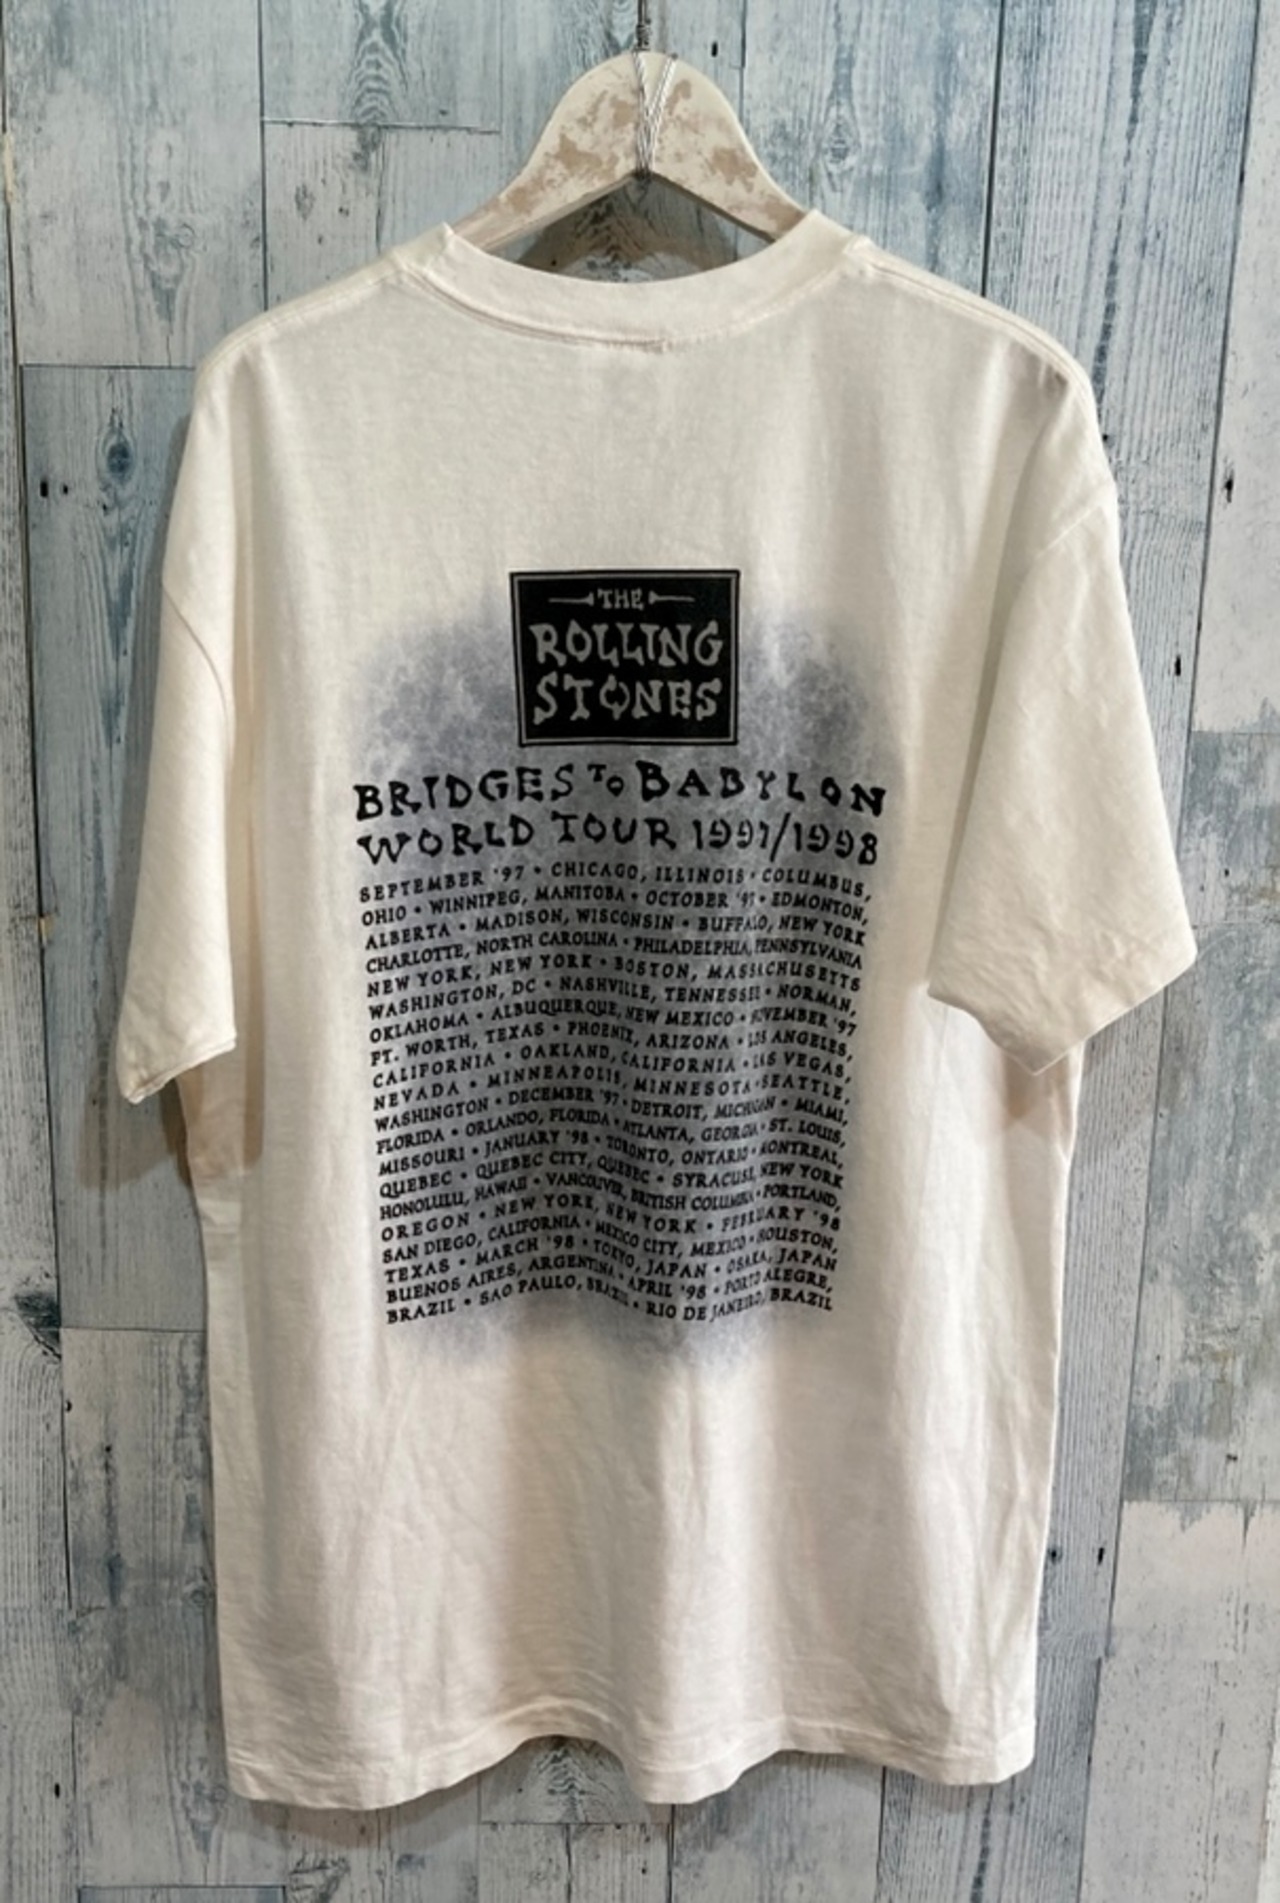 THE
ROLLING
STONES
BRIDGES TO BABYLON
WORLD TOUR 1997/1998
SEPTEMBER '97 • CHICAGO, ILLINOIS • COLUMBUS,
OHIO • WINNIPEG, MANITOBA • OCTOBER '97 • EDMONTON,
ALBERTA • MADISON, WISCONSIN • BUFFALO, NEW YORK
CHARLOTTE, NORTH CAROLINA • PHILADELPHIA, PENNSYLVANIA
NEW YORK, NEW YORK • BOSTON, MASSACHUSETTS
WASHINGTON, DC • NASHVILLE, TENNESSEE • NORMAN,
OKLAHOMA • ALBUQUERQUE, NEW MEXICO • NOVEMBER '97
FT. WORTH, TEXAS • PHOENIX, ARIZONA • LOS ANGELES,
CALIFORNIA • OAKLAND, CALIFORNIA • LAS VEGAS,
NEVADA • MINNEAPOLIS, MINNESOTA • SEATTLE,
WASHINGTON • DECEMBER '97 • DETROIT, MICHIGAN • MIAMI,
FLORIDA • ORLANDO, FLORIDA • ATLANTA, GEORGIA • ST. LOUIS,
MISSOURI • JANUARY '98 • TORONTO, ONTARIO • MONTREAL,
QUEBEC • QUEBEC CITY, QUEBEC • SYRACUSE, NEW YORK
HONOLULU, HAWAII • VANCOUVER, BRITISH COLUMBIA • PORTLAND,
OREGON • NEW YORK, NEW YORK • FEBRUARY '98
SAN DIEGO, CALIFORNIA • MEXICO CITY, MEXICO • HOUSTON,
TEXAS • MARCH '98 • TOKYO, JAPAN • OSAKA, JAPAN
BUENOS AIRES, ARGENTINA • APRIL '98 • PORTO ALEGRE,
BRAZIL • SAO PAULO, BRAZIL • RIO DE JANEIRO, BRAZIL